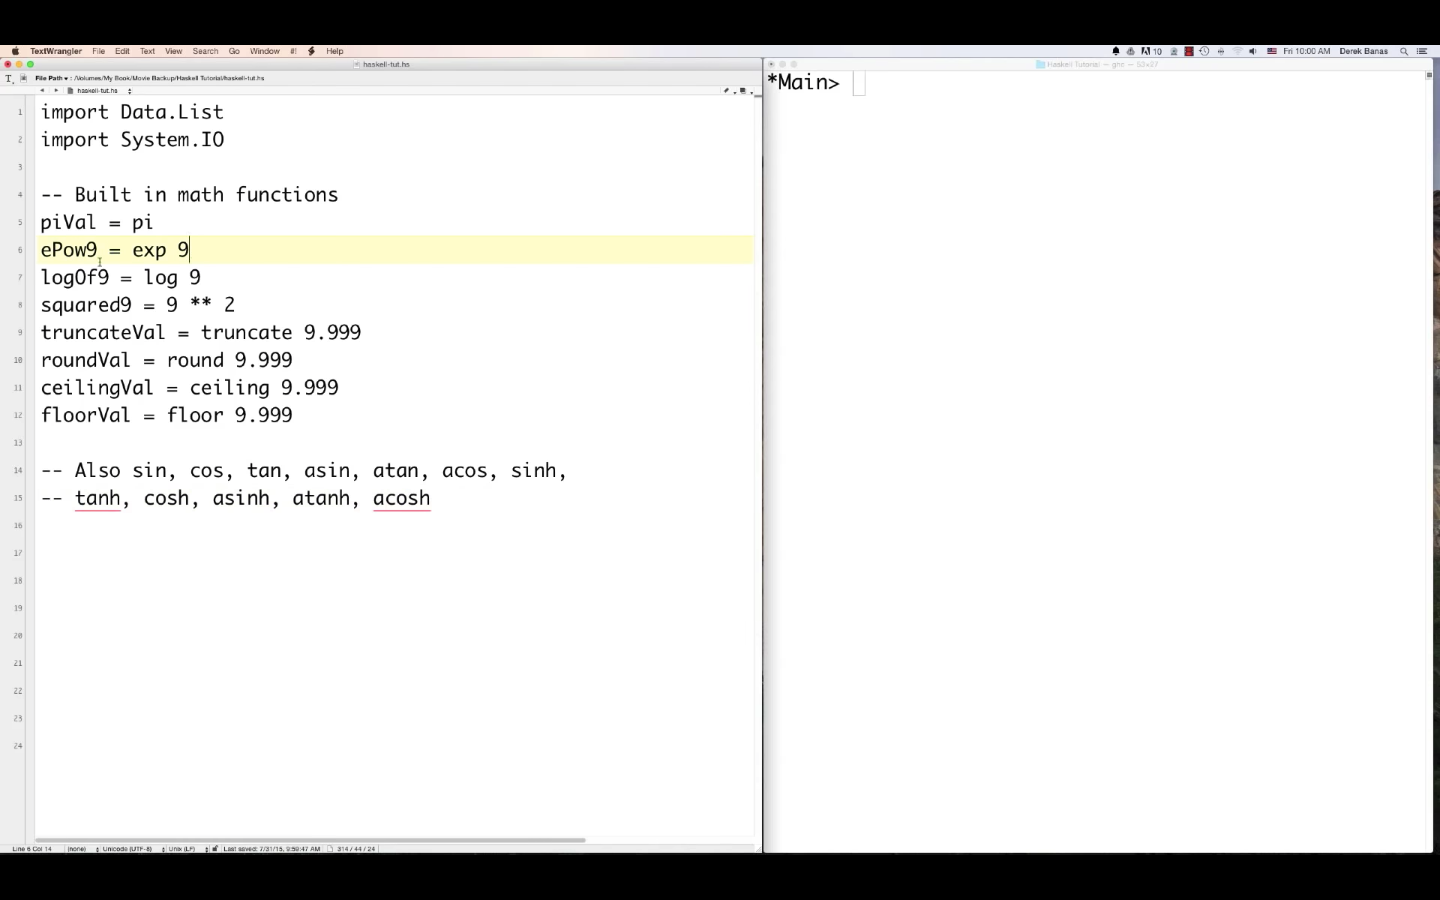 TextWrangler File Edit Text View Search Go Window #! Help 10 Fri 10:00 AM Derek Banas
haskell-tut.hs
File Path ▾ : /Volumes/My Book/Movie Backup/Haskell Tutorial/haskell-tut.hs
haskell-tut.hs
1 import Data.List
2 import System.IO
3
4 -- Built in math functions
5 piVal = pi
6 ePow9 = exp 9
7 logOf9 = log 9
8 squared9 = 9 ** 2
9 truncateVal = truncate 9.999
10 roundVal = round 9.999
11 ceilingVal = ceiling 9.999
12 floorVal = floor 9.999
13
14 -- Also sin, cos, tan, asin, atan, acos, sinh,
15 -- tanh, cosh, asinh, atanh, acosh
16
17
18
19
20
21
22
23
24
Line 6 Col 14 (none) Unicode (UTF-8) Unix (LF) Last saved: 7/31/15, 9:59:47 AM 314 / 44 / 24
Haskell Tutorial — ghc — 53×27
*Main>